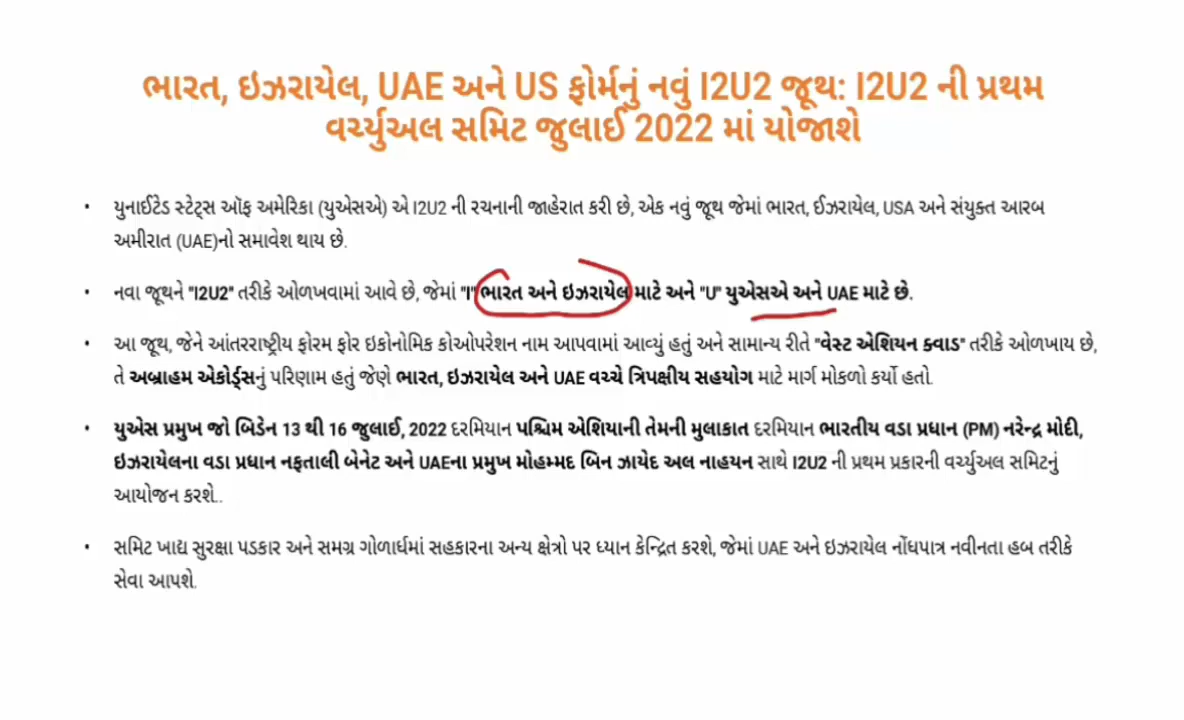 ભારત, ઇઝરાયેલ, UAE અને US ફોર્મનું નવું I2U2 જૂથ: I2U2 ની પ્રથમ
વર્ચ્યુઅલ સમિટ જુલાઈ 2022 માં યોજાશે
• યુનાઈટેડ સ્ટેટ્સ ઑફ અમેરિકા (યુએસએ) એ I2U2 ની રચનાની જાહેરાત કરી છે, એક નવું જૂથ જેમાં ભારત, ઈઝરાયેલ, USA અને સંયુક્ત આરબ
અમીરાત (UAE)નો સમાવેશ થાય છે.
• નવા જૂથને "I2U2" તરીકે ઓળખવામાં આવે છે, જેમાં "I" ભારત અને ઇઝરાયેલ માટે અને "U" યુએસએ અને UAE માટે છે.
• આ જૂથ, જેને આંતરરાષ્ટ્રીય ફોરમ ફોર ઇકોનોમિક કોઓપરેશન નામ આપવામાં આવ્યું હતું અને સામાન્ય રીતે "વેસ્ટ એશિયન ક્વાડ" તરીકે ઓળખાય છે,
તે અબ્રાહમ એકોર્ડ્સનું પરિણામ હતું જેણે ભારત, ઇઝરાયેલ અને UAE વચ્ચે ત્રિપક્ષીય સહયોગ માટે માર્ગ મોકળો કર્યો હતો.
• યુએસ પ્રમુખ જો બિડેન 13 થી 16 જુલાઈ, 2022 દરમિયાન પશ્ચિમ એશિયાની તેમની મુલાકાત દરમિયાન ભારતીય વડા પ્રધાન (PM) નરેન્દ્ર મોદી,
ઇઝરાયેલના વડા પ્રધાન નફતાલી બેનેટ અને UAEના પ્રમુખ મોહમ્મદ બિન ઝાયેદ અલ નાહયન સાથે I2U2 ની પ્રથમ પ્રકારની વર્ચ્યુઅલ સમિટનું
આયોજન કરશે..
• સમિટ ખાદ્ય સુરક્ષા પડકાર અને સમગ્ર ગોળાર્ધમાં સહકારના અન્ય ક્ષેત્રો પર ધ્યાન કેન્દ્રિત કરશે, જેમાં UAE અને ઇઝરાયેલ નોંધપાત્ર નવીનતા હબ તરીકે
સેવા આપશે.